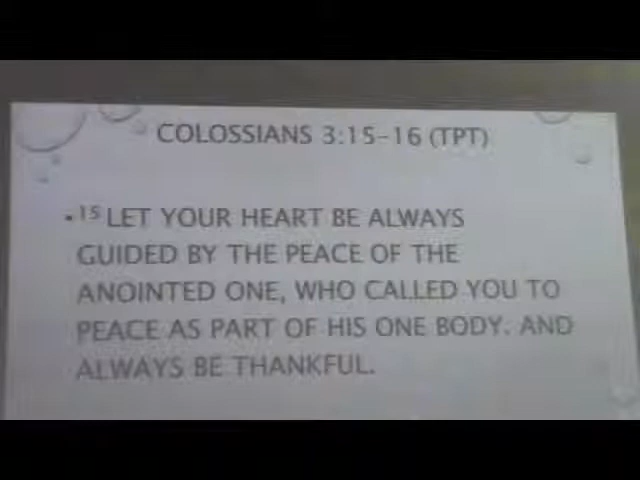 COLOSSIANS 3:15-16 (TPT)
• 15 LET YOUR HEART BE ALWAYS
GUIDED BY THE PEACE OF THE
ANOINTED ONE, WHO CALLED YOU TO
PEACE AS PART OF HIS ONE BODY. AND
ALWAYS BE THANKFUL.